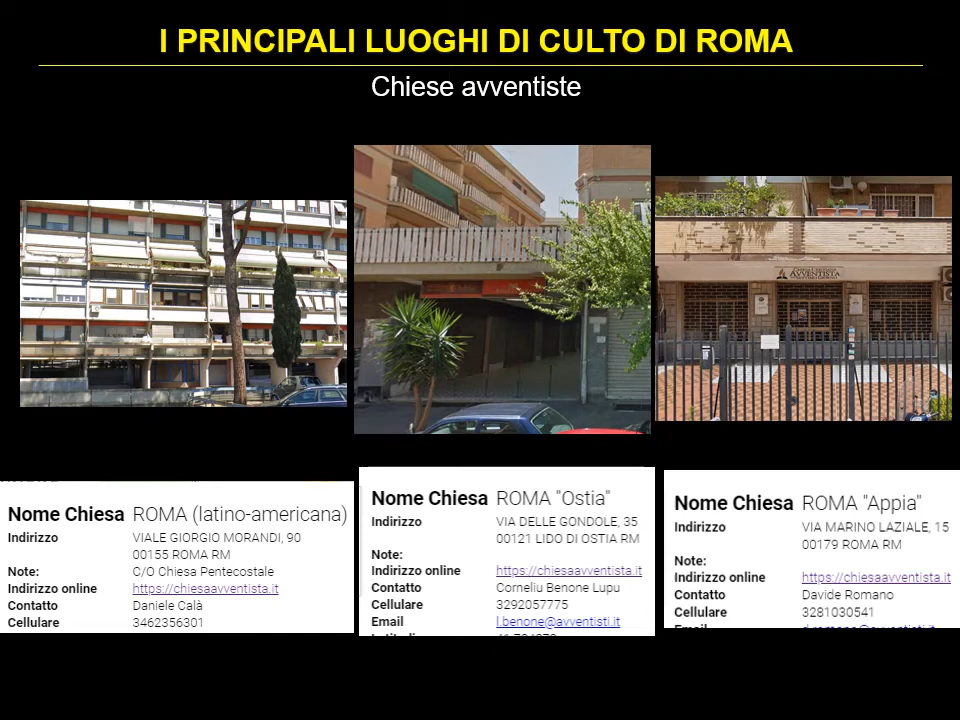 I PRINCIPALI LUOGHI DI CULTO DI ROMA
Chiese avventiste
AVVENTISTA
Nome Chiesa ROMA (latino-americana)
Indirizzo VIALE GIORGIO MORANDI, 90
00155 ROMA RM
Note: C/O Chiesa Pentecostale
Indirizzo online https://chiesaavventista.it
Contatto Daniele Calà
Cellulare 3462356301
Nome Chiesa ROMA "Ostia"
Indirizzo VIA DELLE GONDOLE, 35
00121 LIDO DI OSTIA RM
Note:
Indirizzo online https://chiesaavventista.it
Contatto Corneliu Benone Lupu
Cellulare 3292057775
Email l.benone@avventisti.it
Nome Chiesa ROMA "Appia"
Indirizzo VIA MARINO LAZIALE, 15
00179 ROMA RM
Note:
Indirizzo online https://chiesaavventista.it
Contatto Davide Romano
Cellulare 3281030541